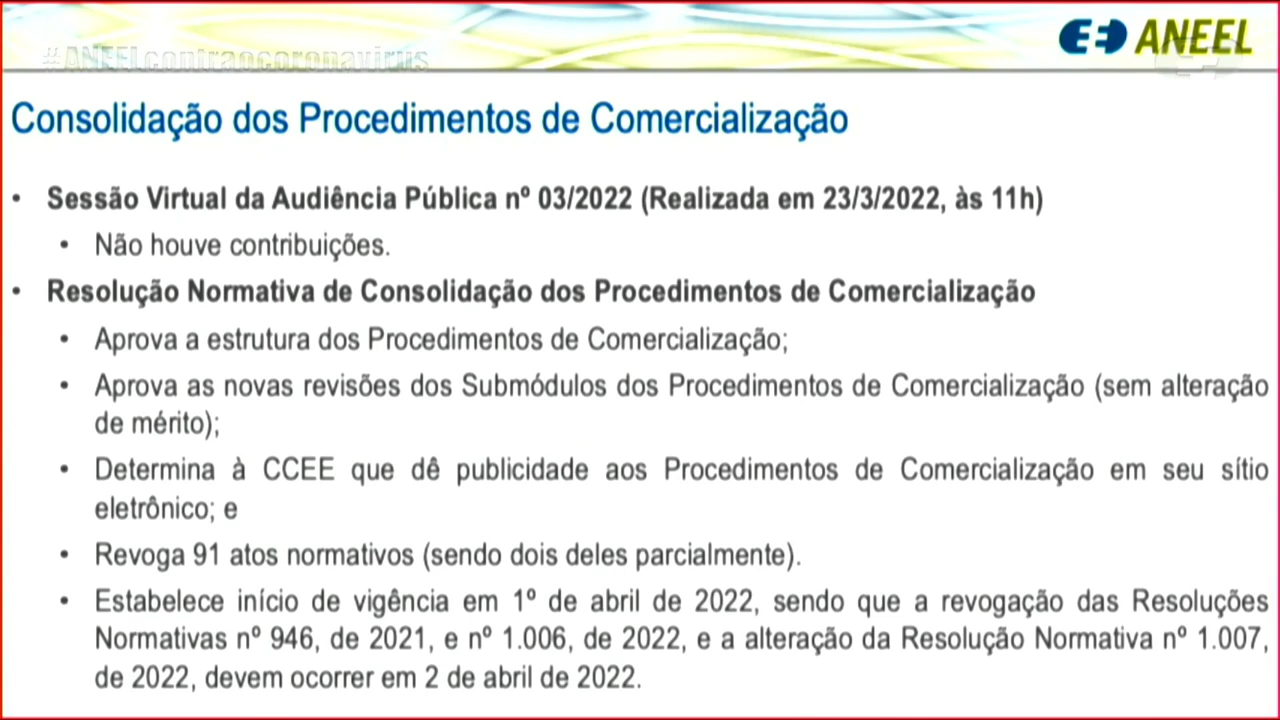 #ANEELcontraocoronavirus
ANEEL
Consolidação dos Procedimentos de Comercialização
• Sessão Virtual da Audiência Pública nº 03/2022 (Realizada em 23/3/2022, às 11h)
• Não houve contribuições.
• Resolução Normativa de Consolidação dos Procedimentos de Comercialização
• Aprova a estrutura dos Procedimentos de Comercialização;
• Aprova as novas revisões dos Submódulos dos Procedimentos de Comercialização (sem alteração
de mérito);
• Determina à CCEE que dê publicidade aos Procedimentos de Comercialização em seu sítio
eletrônico; e
• Revoga 91 atos normativos (sendo dois deles parcialmente).
• Estabelece início de vigência em 1º de abril de 2022, sendo que a revogação das Resoluções
Normativas nº 946, de 2021, e nº 1.006, de 2022, e a alteração da Resolução Normativa nº 1.007,
de 2022, devem ocorrer em 2 de abril de 2022.